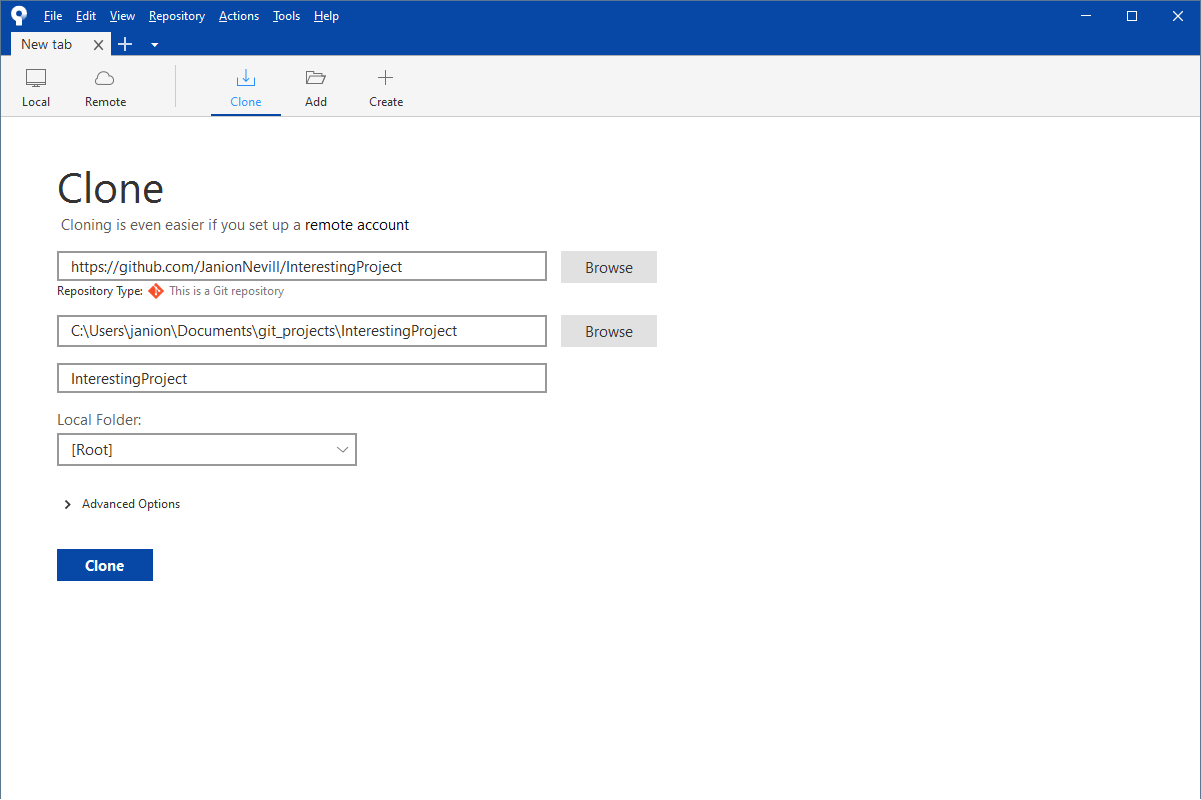 File Edit View Repository Actions Tools Help
New tab
Local Remote Clone Add Create
Clone
Cloning is even easier if you set up a remote account
https://github.com/JanionNevill/InterestingProject Browse
Repository Type: This is a Git repository
C:\Users\janion\Documents\git_projects\InterestingProject Browse
InterestingProject
Local Folder:
[Root]
Advanced Options
Clone